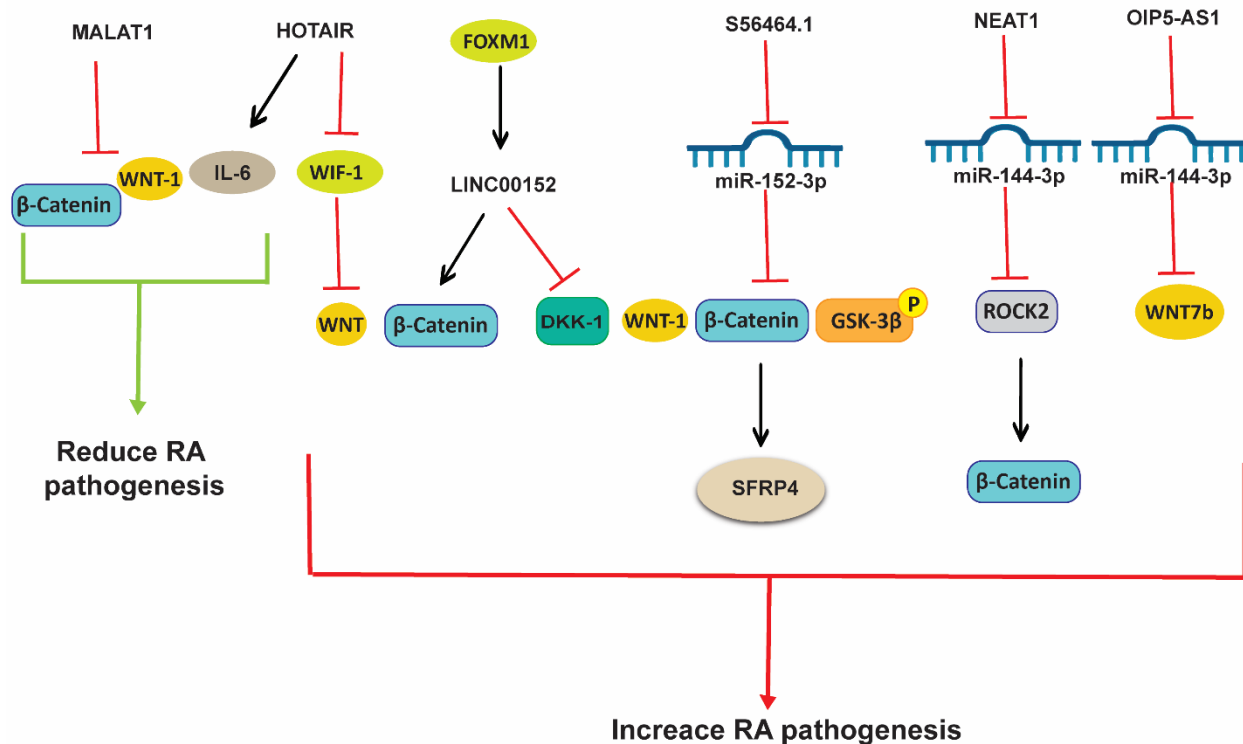 MALAT1
HOTAIR
FOXM1
S56464.1
NEAT1
OIP5-AS1
β-Catenin
WNT-1
IL-6
WIF-1
LINC00152
miR-152-3p
miR-144-3p
miR-144-3p
WNT
β-Catenin
DKK-1
WNT-1
β-Catenin
GSK-3β
P
ROCK2
WNT7b
Reduce RA
pathogenesis
SFRP4
β-Catenin
Increace RA pathogenesis